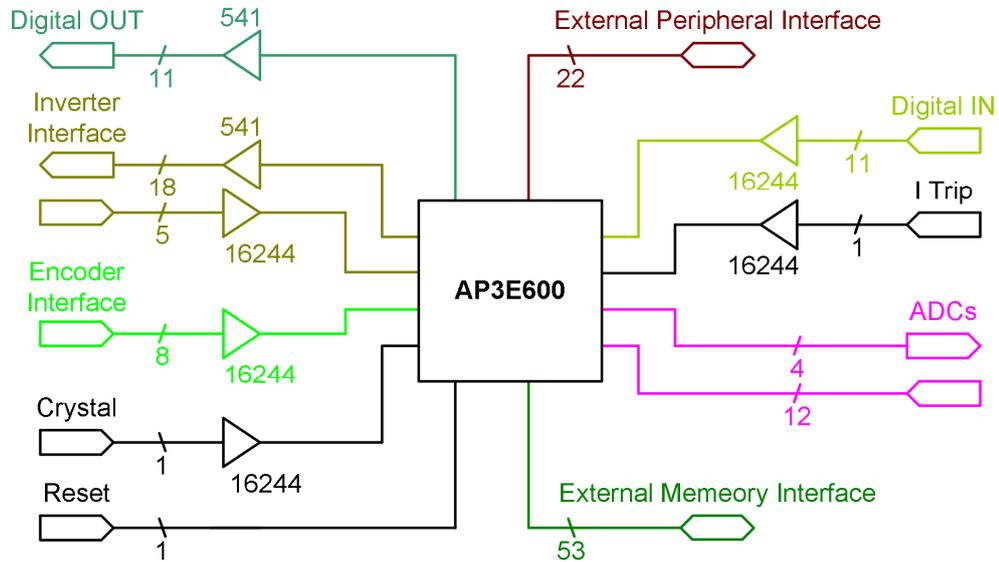 Digital OUT
541
11
Inverter
Interface
541
18
5
16244
Encoder
Interface
8
16244
Crystal
1
16244
Reset
1
AP3E600
External Peripheral Interface
22
Digital IN
11
16244
I Trip
1
16244
ADCs
4
12
External Memeory Interface
53